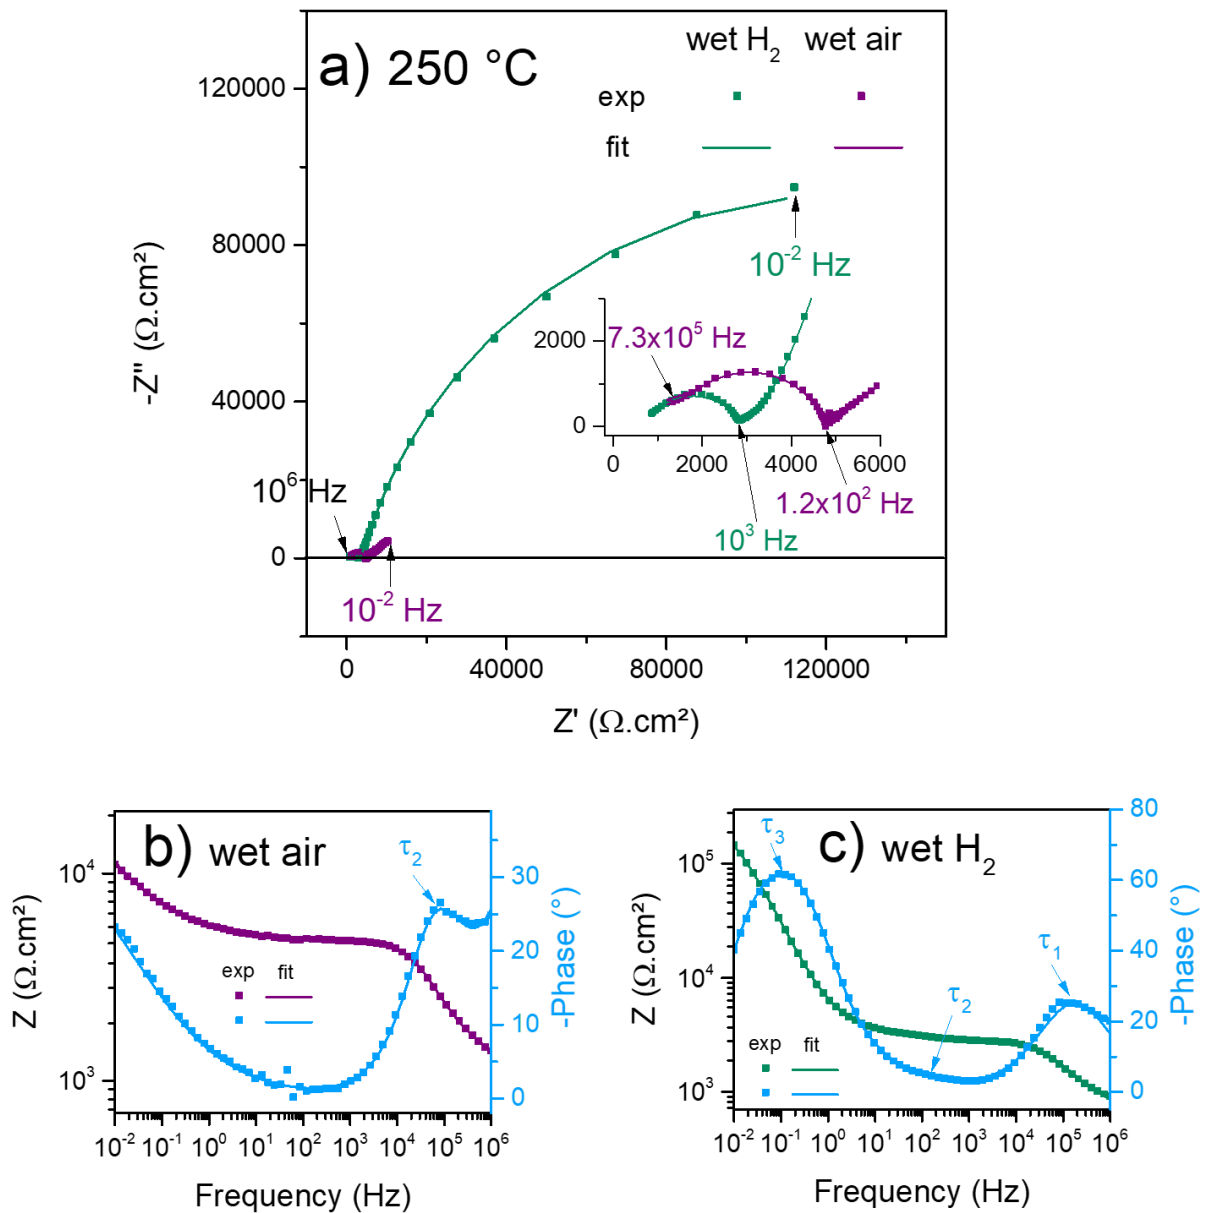 a) 250 °C
wet H₂ wet air
exp
fit
120000
80000
40000
0
-Z'' (Ω.cm²)
10⁻² Hz
7.3x10⁵ Hz
2000
0
0 2000 4000 6000
1.2x10² Hz
10³ Hz
10⁶ Hz
10⁻² Hz
0 40000 80000 120000
Z' (Ω.cm²)
b) wet air
τ₂
10⁴
10³
Z (Ω.cm²)
exp fit
30
20
10
0
-Phase (°)
10⁻² 10⁻¹ 10⁰ 10¹ 10² 10³ 10⁴ 10⁵ 10⁶
Frequency (Hz)
c) wet H₂
τ₃
τ₂
τ₁
10⁵
10⁴
10³
Z (Ω.cm²)
exp fit
80
60
40
20
0
-Phase (°)
10⁻² 10⁻¹ 10⁰ 10¹ 10² 10³ 10⁴ 10⁵ 10⁶
Frequency (Hz)